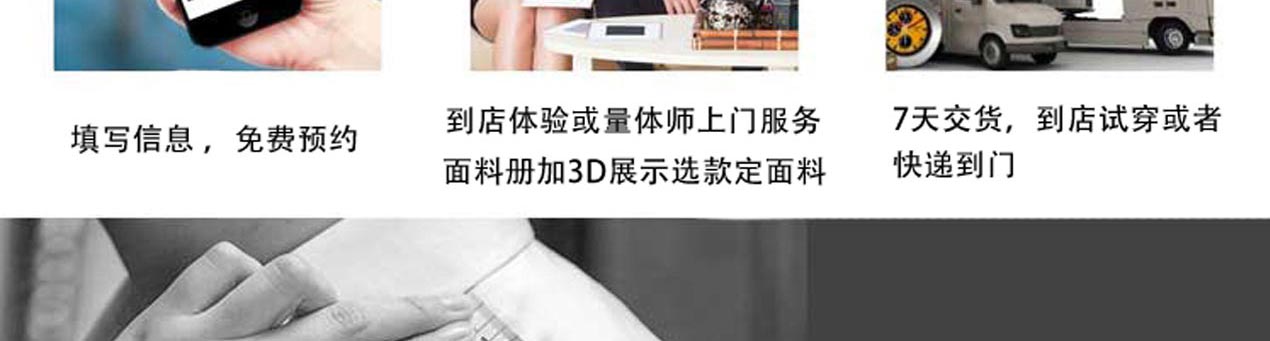 填写信息，免费预约
到店体验或量体师上门服务
面料册加3D展示选款定面料
7天交货，到店试穿或者
快递到门